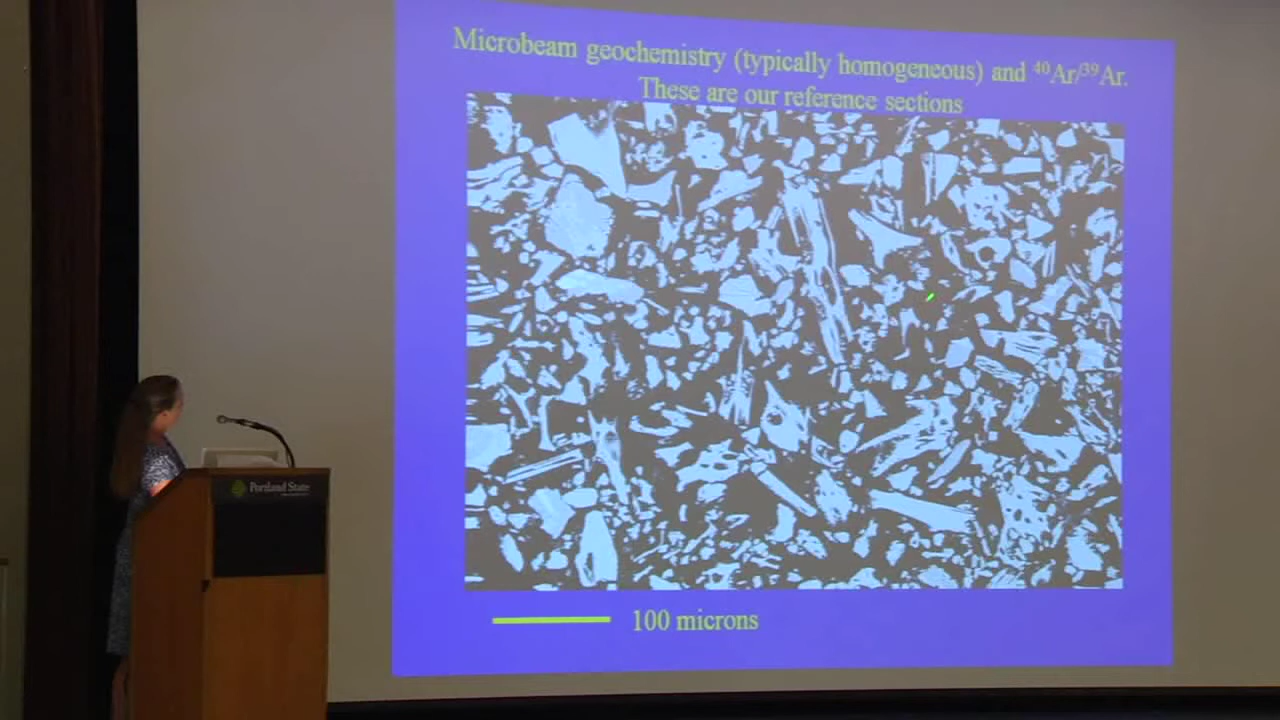 Microbeam geochemistry (typically homogeneous) and ⁴⁰Ar/³⁹Ar.
These are our reference sections
100 microns
Portland State